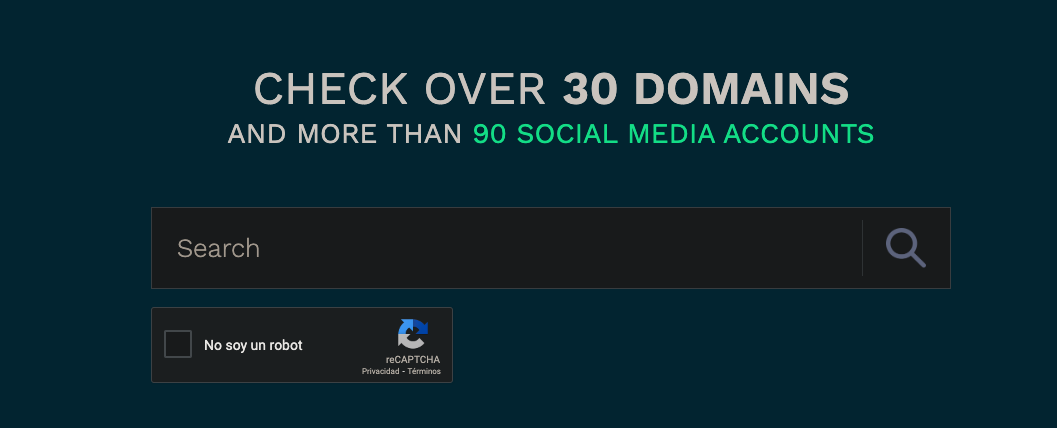 CHECK OVER 30 DOMAINS
AND MORE THAN 90 SOCIAL MEDIA ACCOUNTS
Search
No soy un robot
reCAPTCHA
Privacidad - Términos